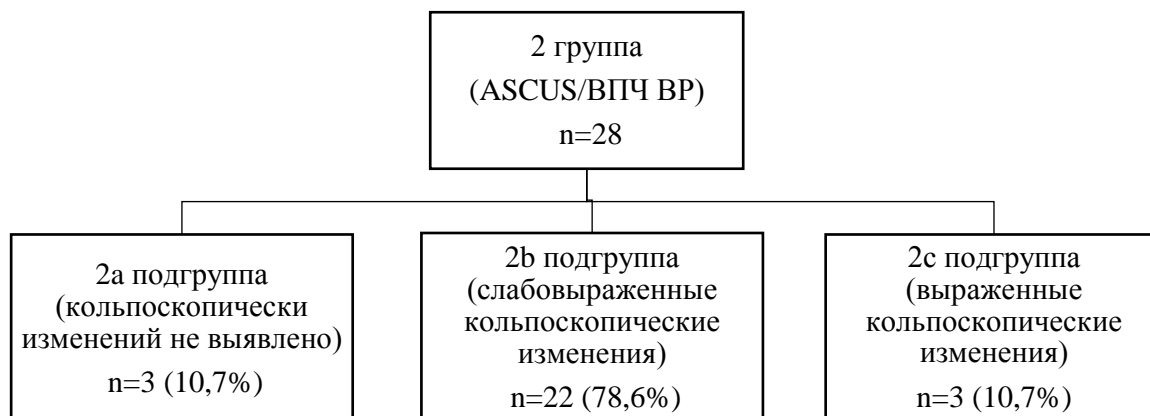 2 группа
(ASCUS/ВПЧ ВР)
n=28
2a подгруппа
(кольпоскопически
изменений не выявлено)
n=3 (10,7%)
2b подгруппа
(слабовыраженные
кольпоскопические
изменения)
n=22 (78,6%)
2c подгруппа
(выраженные
кольпоскопические
изменения)
n=3 (10,7%)